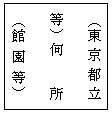 （東京都立
等）何　　所
（館園等）